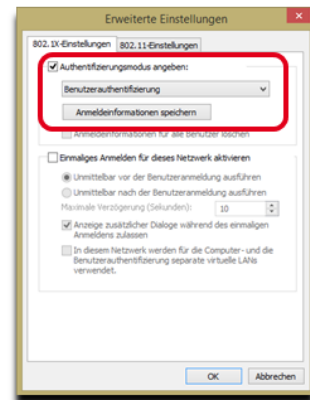 Erweiterte Einstellungen
802.1X-Einstellungen 802.11-Einstellungen
Authentifizierungsmodus angeben:
Benutzerauthentifizierung
Anmeldeinformationen speichern
Anmeldeinformationen für alle Benutzer löschen
Einmaliges Anmelden für dieses Netzwerk aktivieren
Unmittelbar vor der Benutzeranmeldung ausführen
Unmittelbar nach der Benutzeranmeldung ausführen
Maximale Verzögerung (Sekunden): 10
Anzeige zusätzlicher Dialoge während des einmaligen
Anmeldens zulassen
In diesem Netzwerk werden für die Computer- und die
Benutzerauthentifizierung separate virtuelle LANs
verwendet.
OK Abbrechen